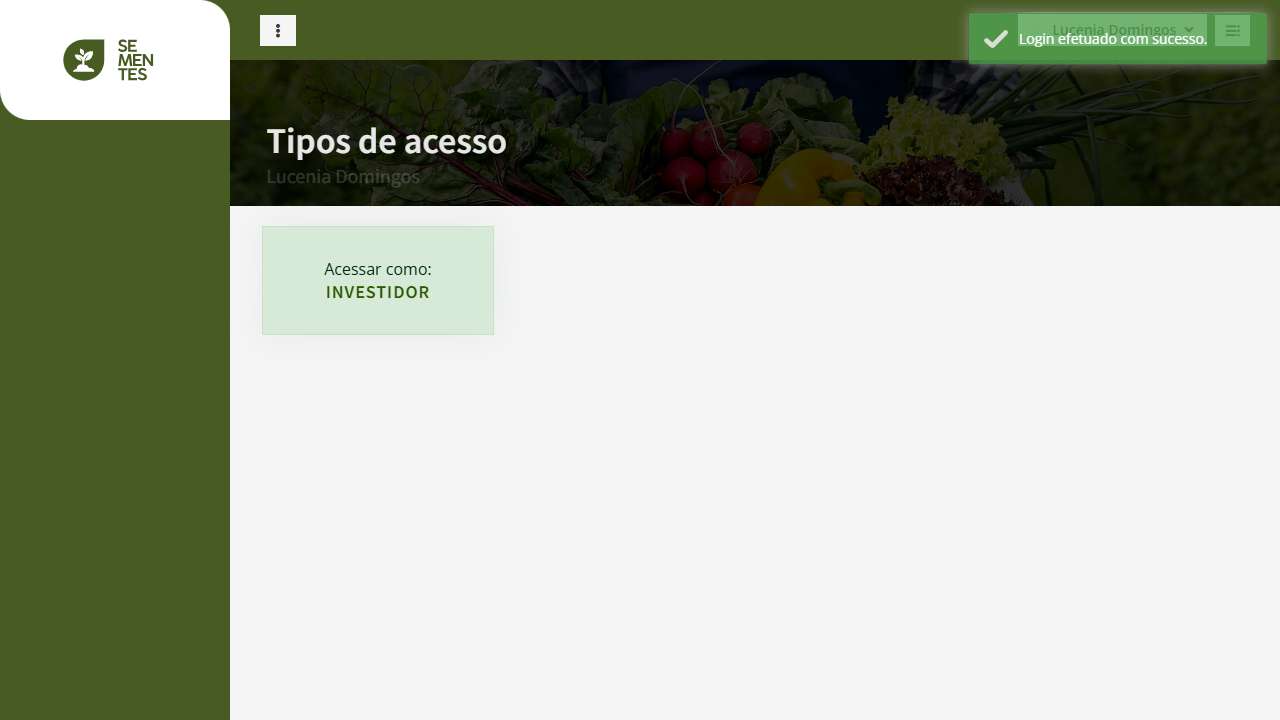 SE
MEN
TES
Lucenia Domingos
Login efetuado com sucesso.
Tipos de acesso
Lucenia Domingos
Acessar como:
INVESTIDOR